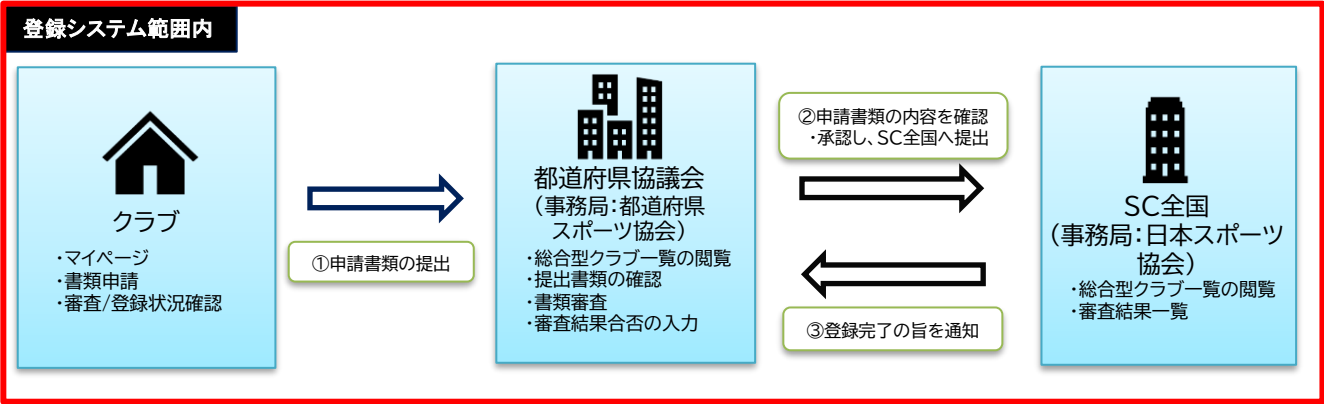 登録システム範囲内
クラブ
・マイページ
・書類申請
・審査/登録状況確認
①申請書類の提出
都道府県協議会
(事務局:都道府県
スポーツ協会)
・総合型クラブ一覧の閲覧
・提出書類の確認
・書類審査
・審査結果合否の入力
②申請書類の内容を確認
・承認し、SC全国へ提出
③登録完了の旨を通知
SC全国
(事務局:日本スポーツ
協会)
・総合型クラブ一覧の閲覧
・審査結果一覧